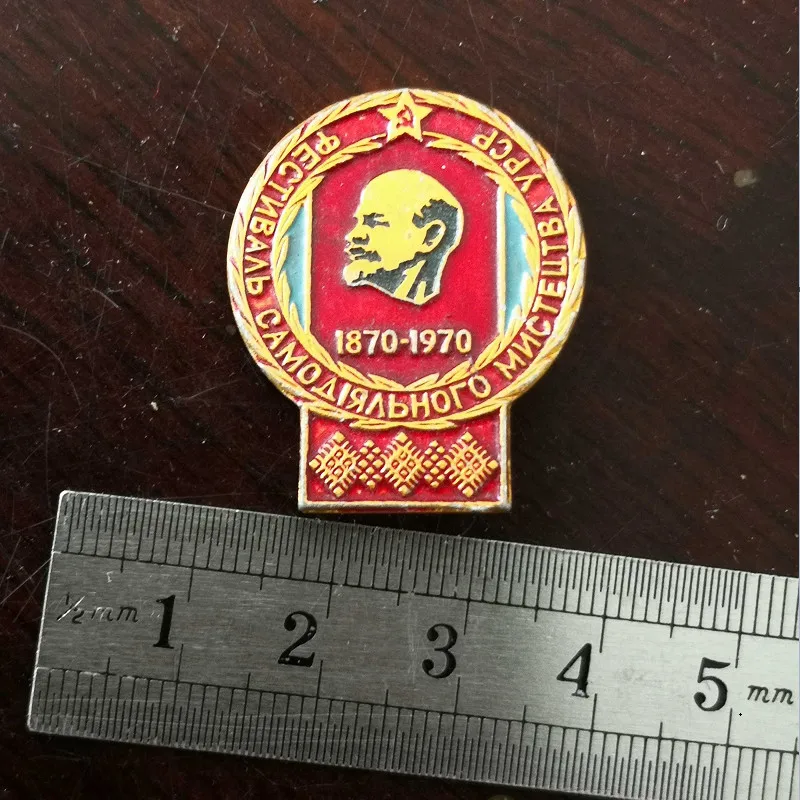 ФЕСТИВАЛЬ САМОДІЯЛЬНОГО МИСТЕЦТВА УРСР
1870-1970
½mm 1 2 3 4 5 mm